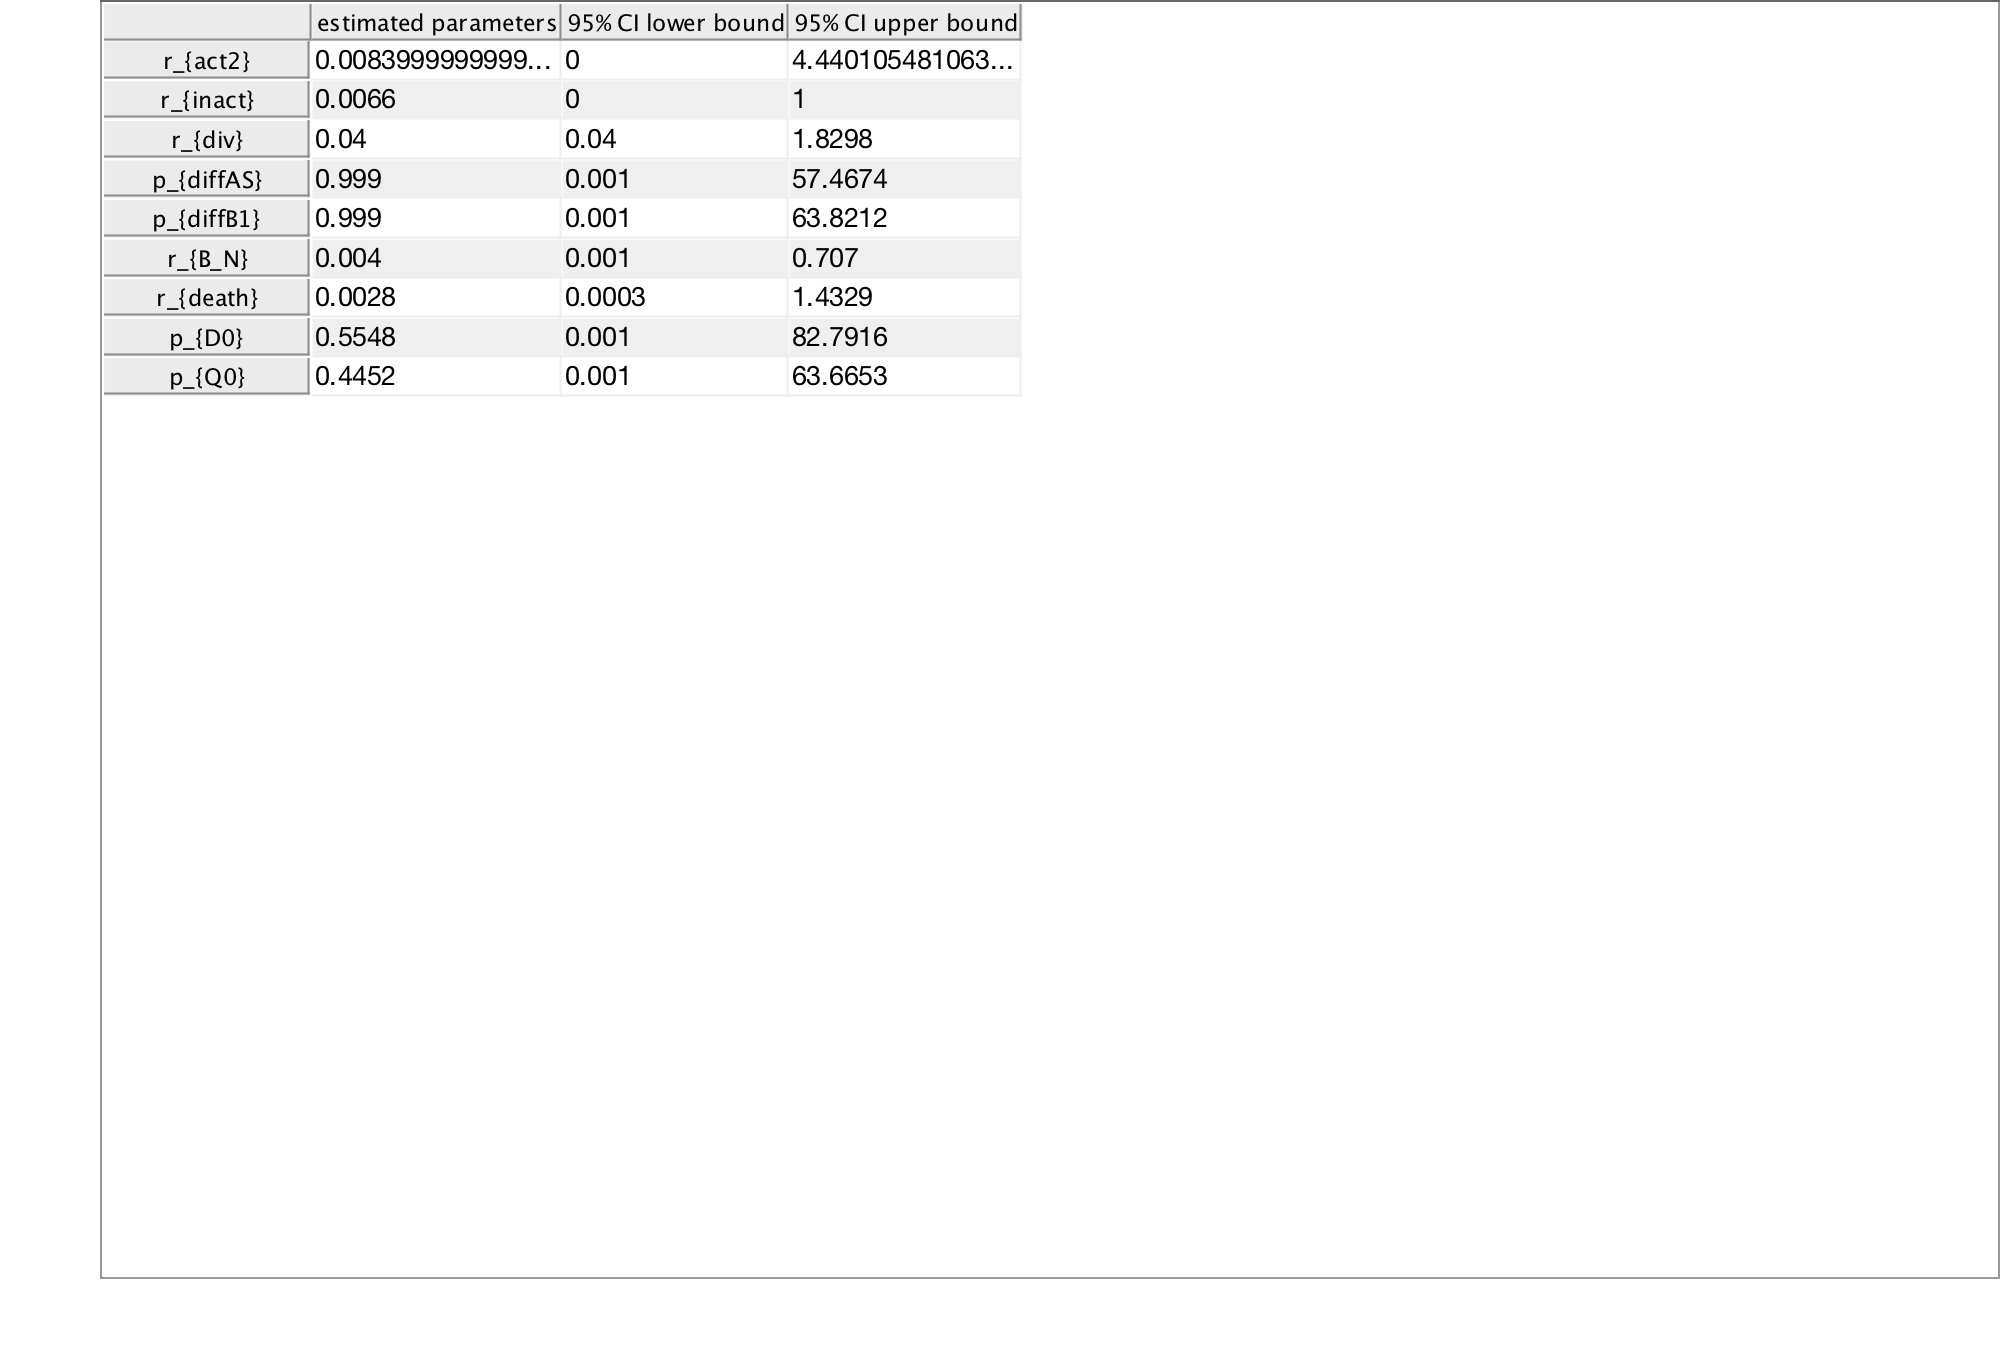 estimated parameters 95% CI lower bound 95% CI upper bound
r_{act2} 0.0083999999999... 0 4.440105481063...
r_{inact} 0.0066 0 1
r_{div} 0.04 0.04 1.8298
p_{diffAS} 0.999 0.001 57.4674
p_{diffB1} 0.999 0.001 63.8212
r_{B_N} 0.004 0.001 0.707
r_{death} 0.0028 0.0003 1.4329
p_{D0} 0.5548 0.001 82.7916
p_{Q0} 0.4452 0.001 63.6653